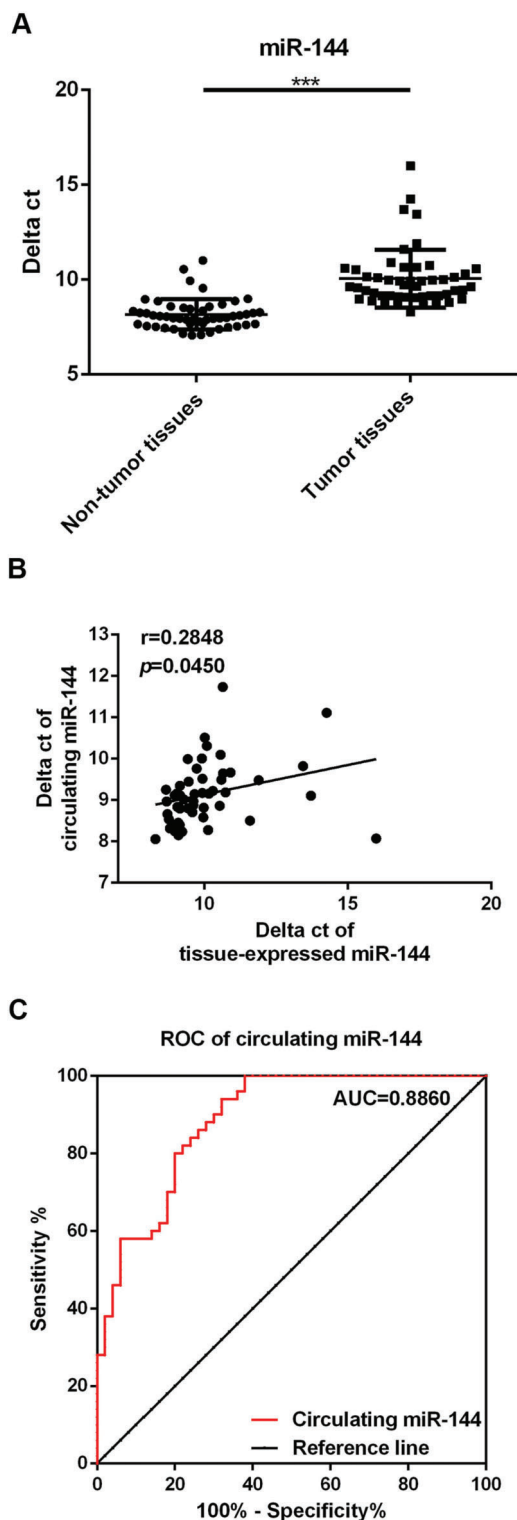 A
miR-144
***
20
15
10
5
Delta ct
Non-tumor tissues
Tumor tissues
B
r=0.2848
p=0.0450
13
12
11
10
9
8
7
Delta ct of
circulating miR-144
10
15
20
Delta ct of
tissue-expressed miR-144
C
ROC of circulating miR-144
AUC=0.8860
100
80
60
40
20
0
Sensitivity %
Circulating miR-144
Reference line
0
20
40
60
80
100
100% - Specificity%